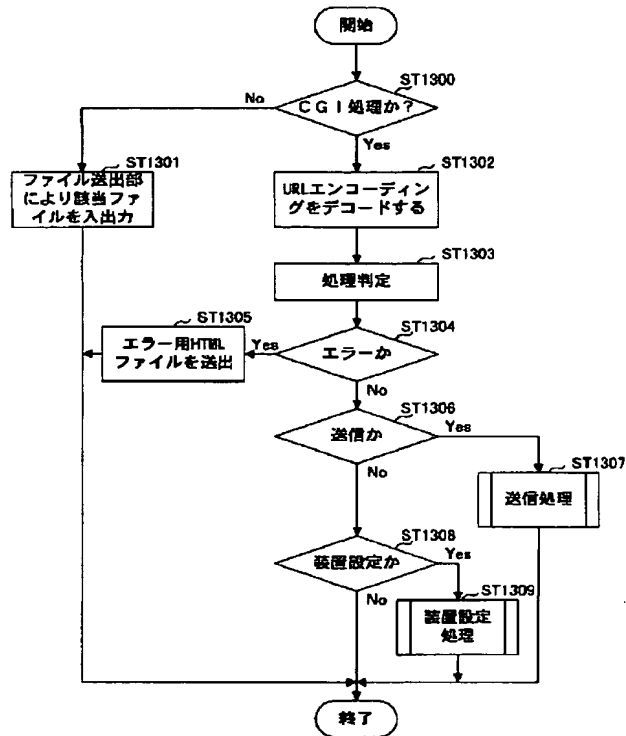 開始
ST1300
CGI処理か？
No
Yes
ST1301
ファイル送出部
により該当ファ
イルを入出力
ST1302
URLエンコーディン
グをデコードする
ST1303
処理判定
ST1305
エラー用HTML
ファイルを送出
Yes
ST1304
エラーか
No
ST1306
送信か
Yes
No
ST1307
送信処理
ST1308
装置設定か
Yes
No
ST1309
装置設定
処理
終了